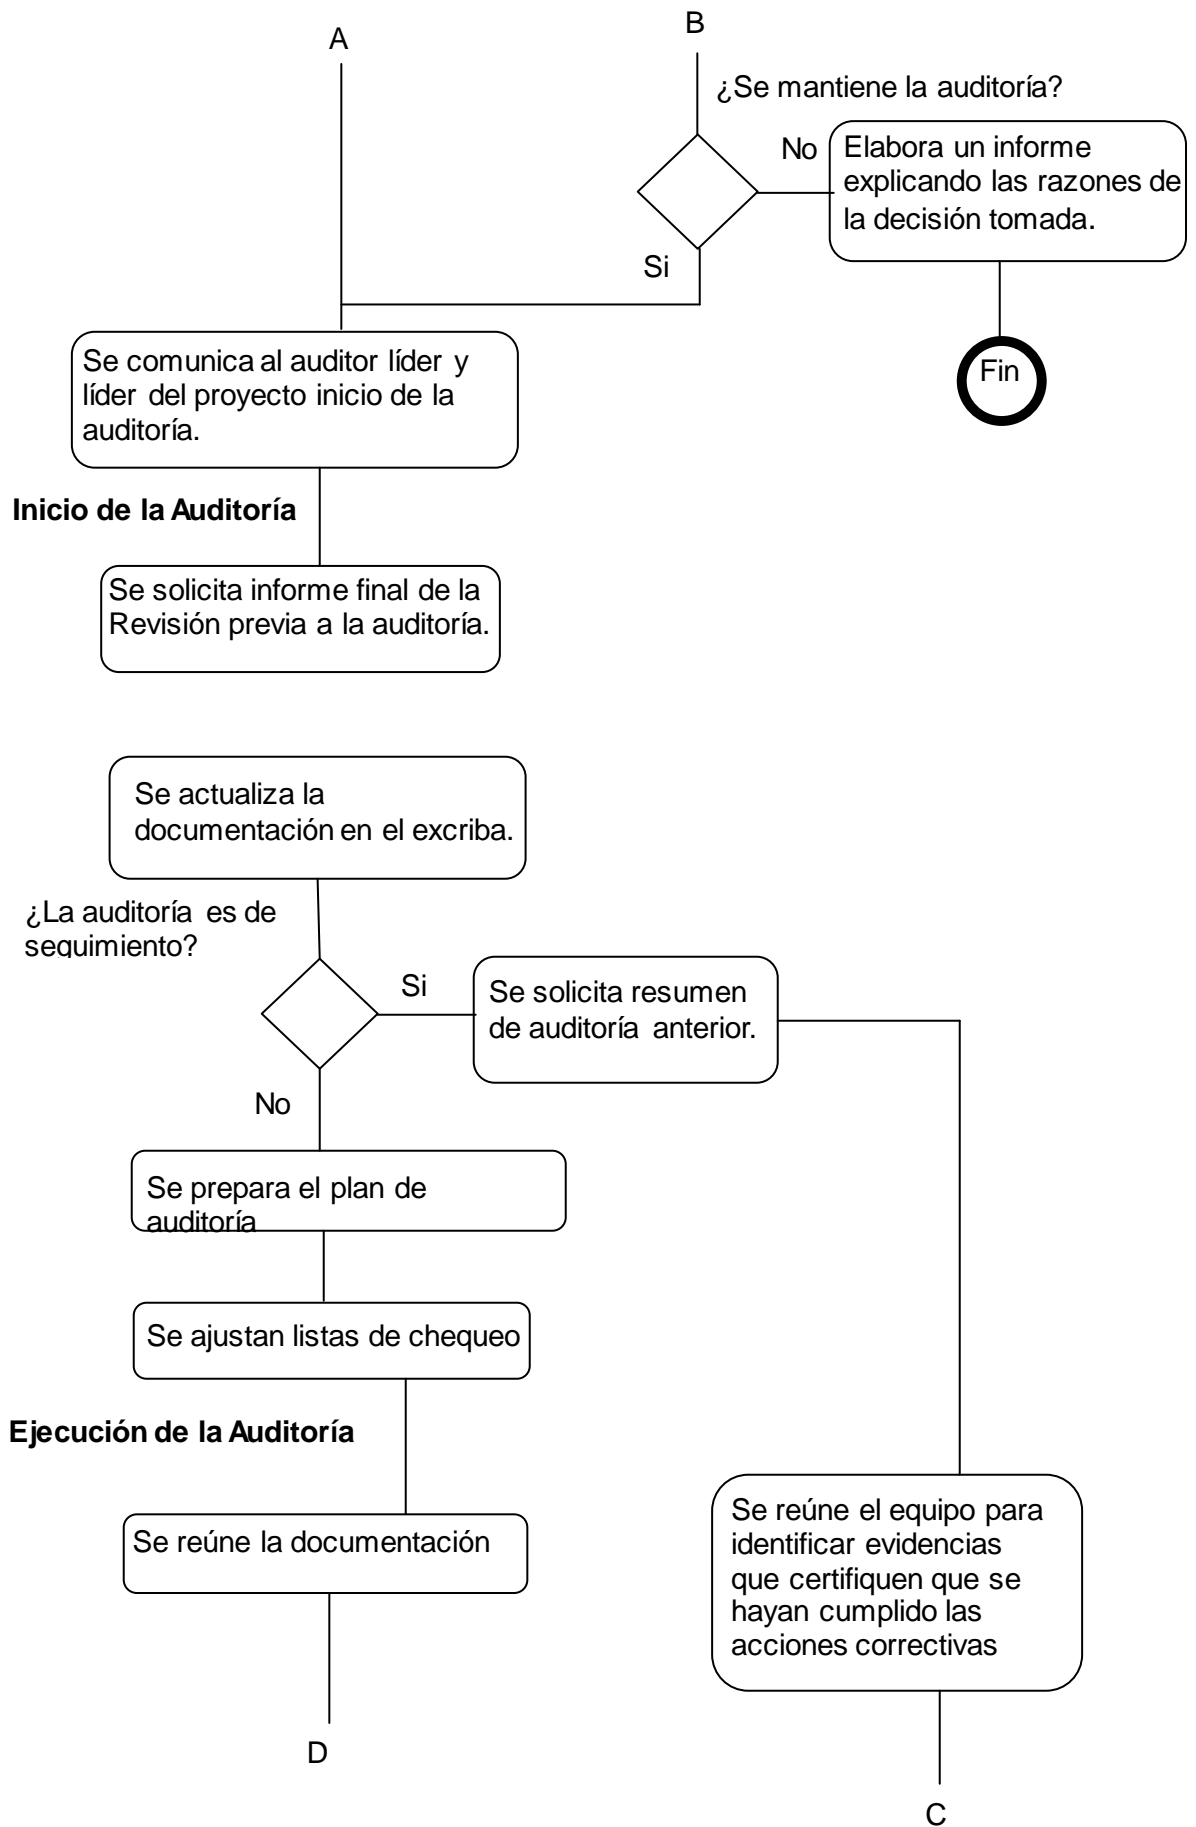 A
B
¿Se mantiene la auditoría?
No
Elabora un informe
explicando las razones de
la decisión tomada.
Si
Fin
Se comunica al auditor líder y
líder del proyecto inicio de la
auditoría.
Inicio de la Auditoría
Se solicita informe final de la
Revisión previa a la auditoría.
Se actualiza la
documentación en el excriba.
¿La auditoría es de
seguimiento?
Si
Se solicita resumen
de auditoría anterior.
No
Se prepara el plan de
auditoría
Se ajustan listas de chequeo
Ejecución de la Auditoría
Se reúne la documentación
Se reúne el equipo para
identificar evidencias
que certifiquen que se
hayan cumplido las
acciones correctivas
D
C